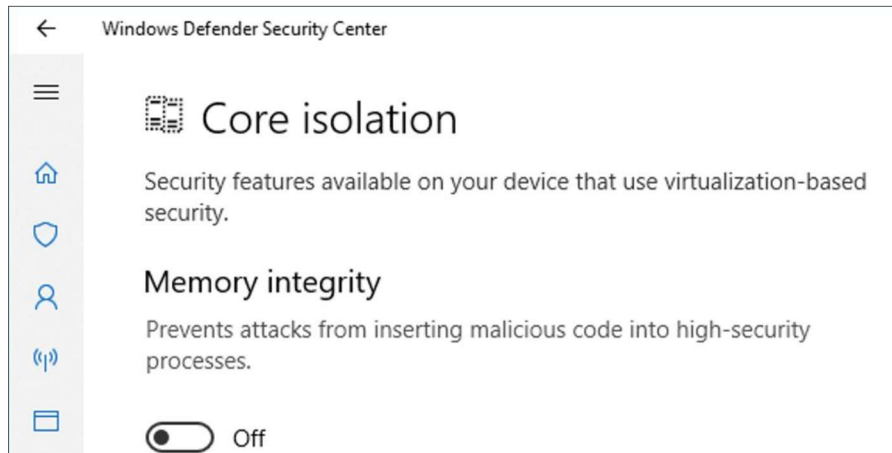 Windows Defender Security Center
Core isolation
Security features available on your device that use virtualization-based
security.
Memory integrity
Prevents attacks from inserting malicious code into high-security
processes.
Off